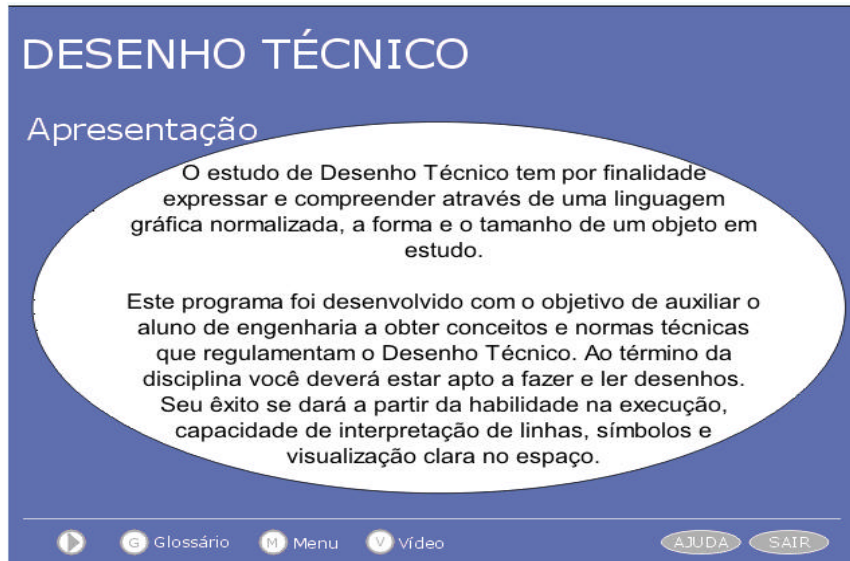 DESENHO TÉCNICO
Apresentação
O estudo de Desenho Técnico tem por finalidade
expressar e compreender através de uma linguagem
gráfica normalizada, a forma e o tamanho de um objeto em
estudo.
Este programa foi desenvolvido com o objetivo de auxiliar o
aluno de engenharia a obter conceitos e normas técnicas
que regulamentam o Desenho Técnico. Ao término da
disciplina você deverá estar apto a fazer e ler desenhos.
Seu êxito se dará a partir da habilidade na execução,
capacidade de interpretação de linhas, símbolos e
visualização clara no espaço.
G Glossário M Menu V Vídeo AJUDA SAIR